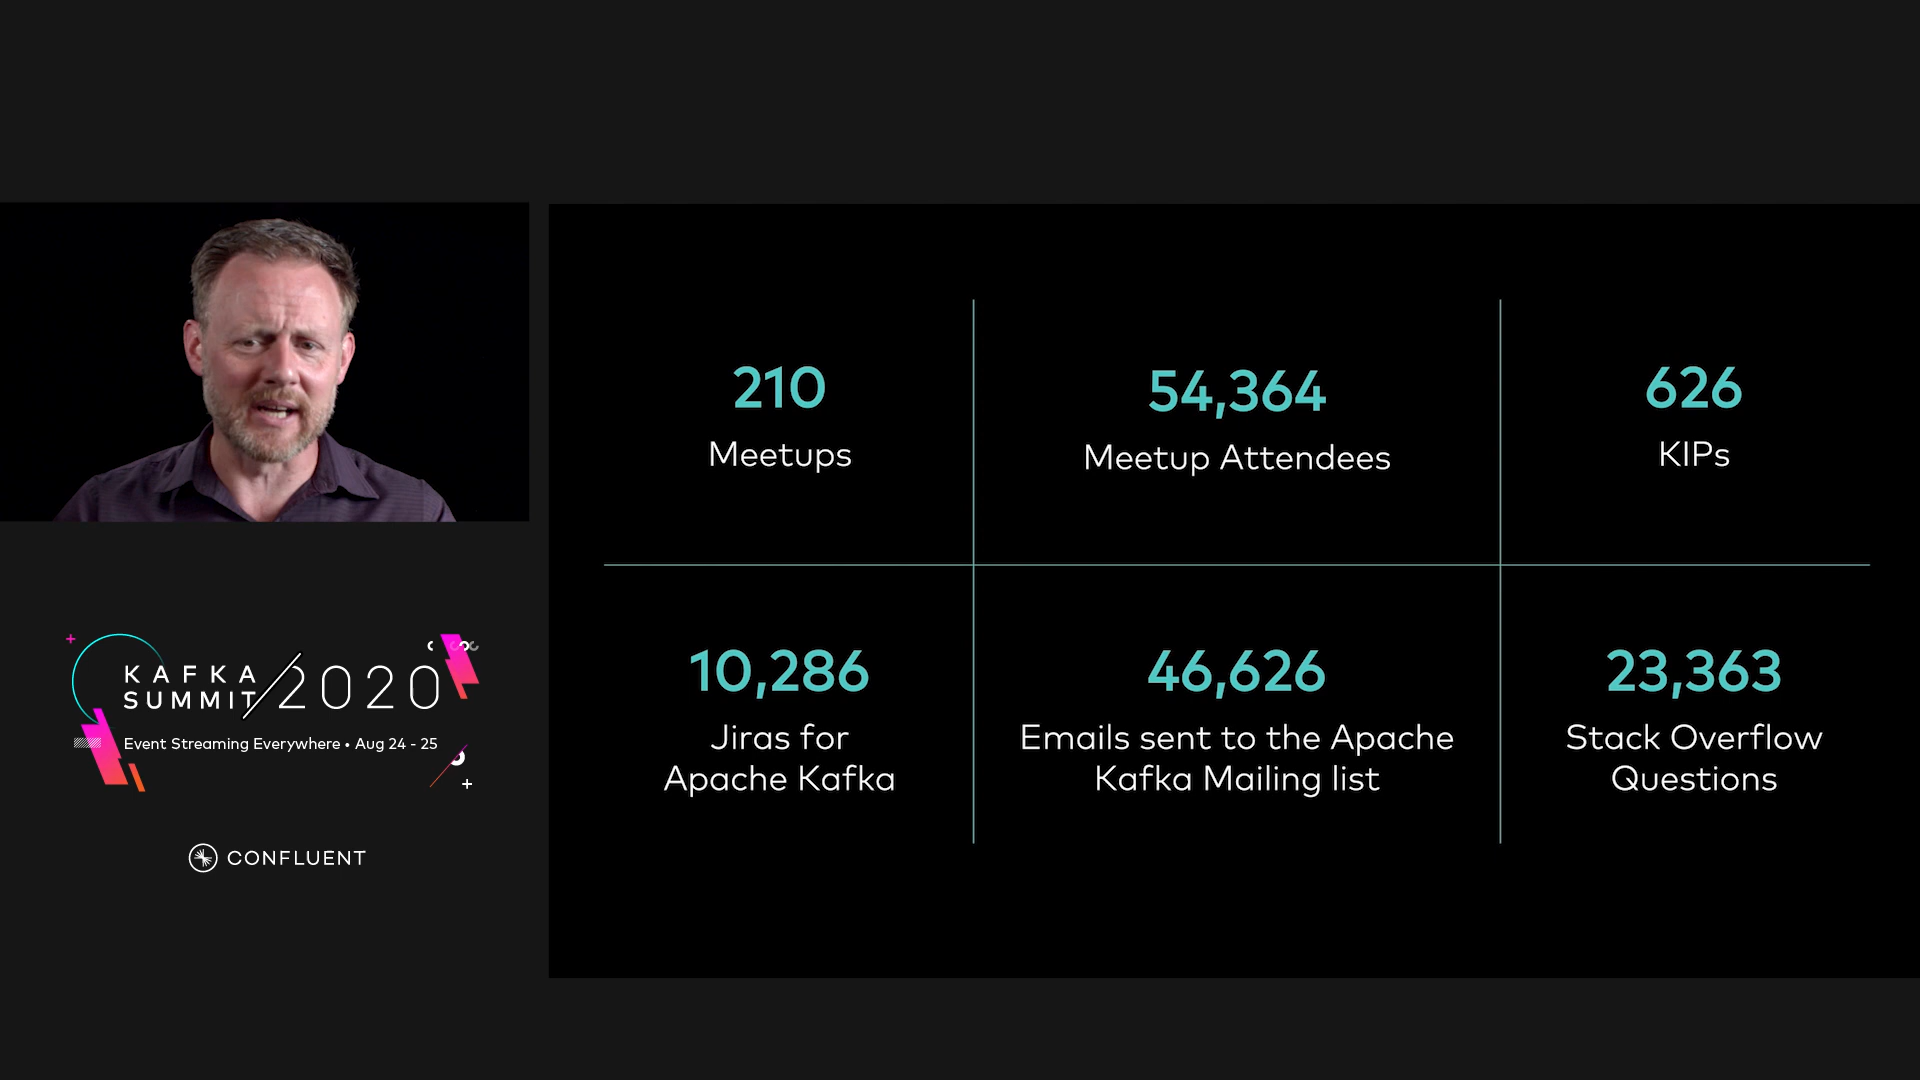 KAFKA
SUMMIT
2020
Event Streaming Everywhere • Aug 24 - 25
CONFLUENT
210
Meetups
54,364
Meetup Attendees
626
KIPs
10,286
Jiras for
Apache Kafka
46,626
Emails sent to the Apache
Kafka Mailing list
23,363
Stack Overflow
Questions